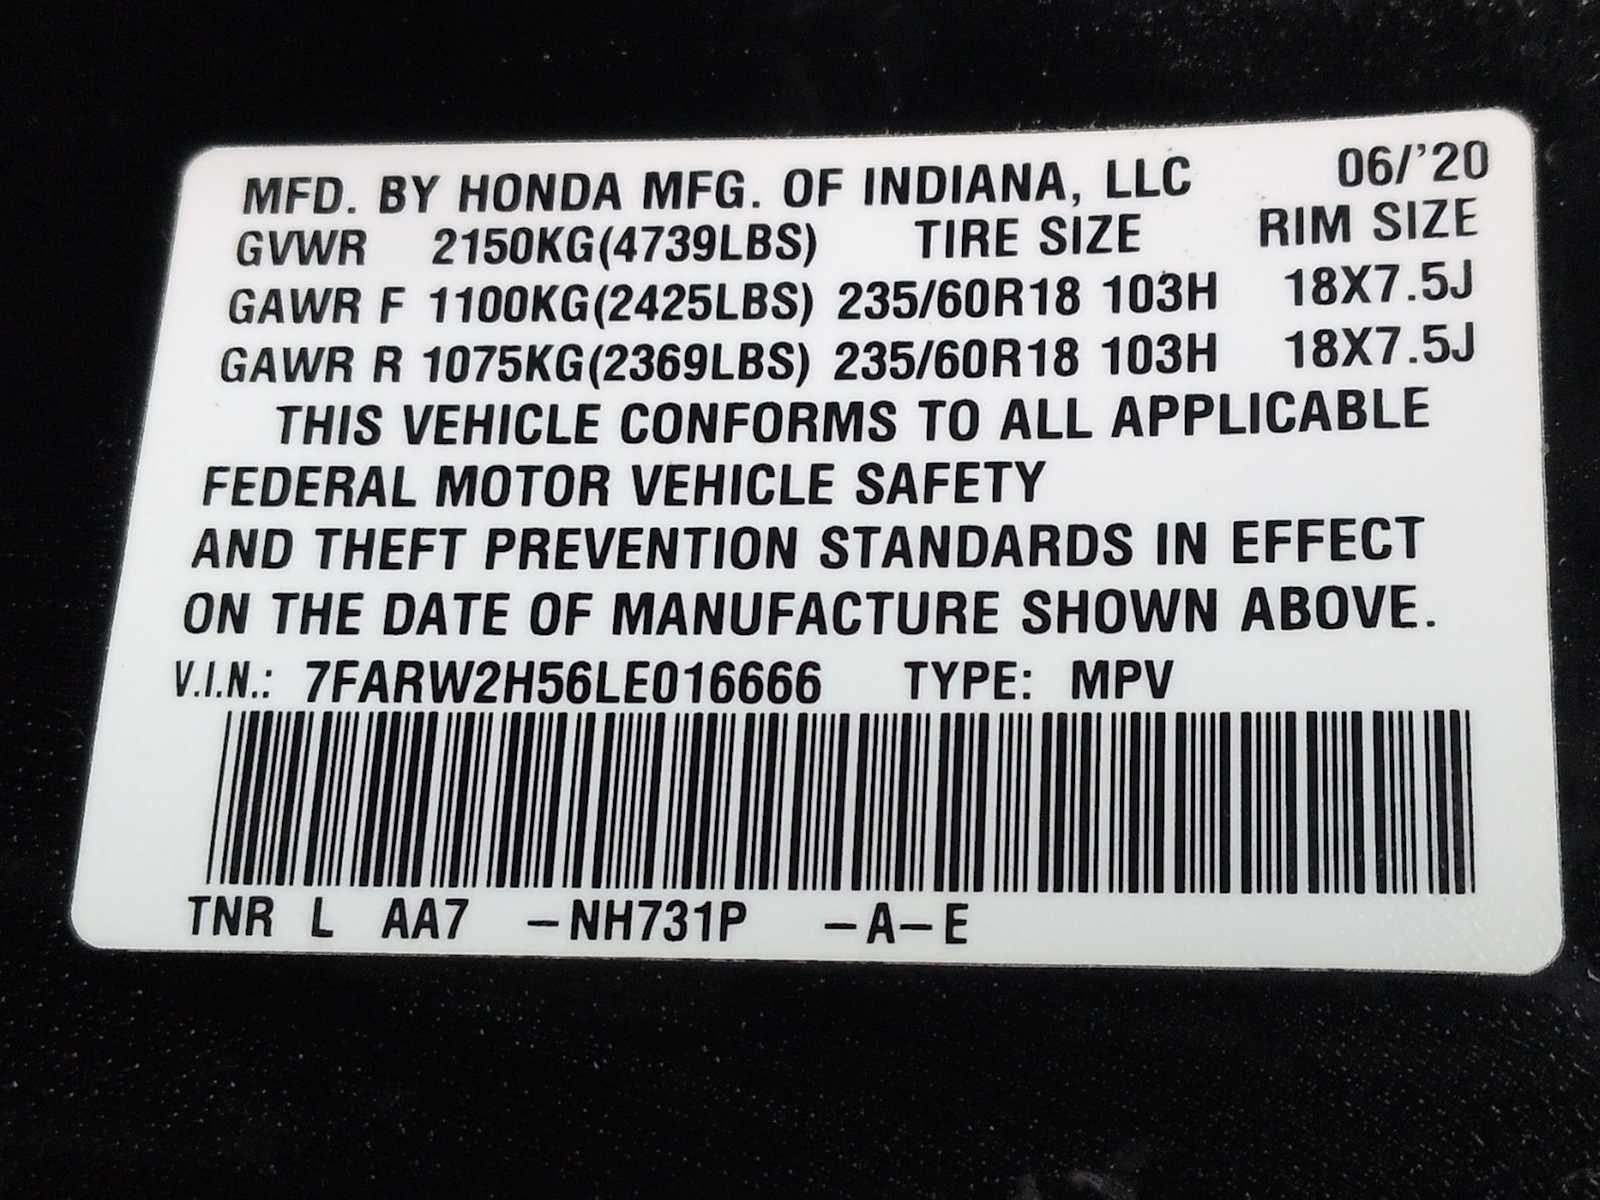 MFD. BY HONDA MFG. OF INDIANA, LLC 06/'20
GVWR 2150KG(4739LBS) TIRE SIZE RIM SIZE
GAWR F 1100KG(2425LBS) 235/60R18 103H 18X7.5J
GAWR R 1075KG(2369LBS) 235/60R18 103H 18X7.5J
THIS VEHICLE CONFORMS TO ALL APPLICABLE
FEDERAL MOTOR VEHICLE SAFETY
AND THEFT PREVENTION STANDARDS IN EFFECT
ON THE DATE OF MANUFACTURE SHOWN ABOVE.
V.I.N.: 7FARW2H56LE016666 TYPE: MPV
TNR L AA7 –NH731P –A–E